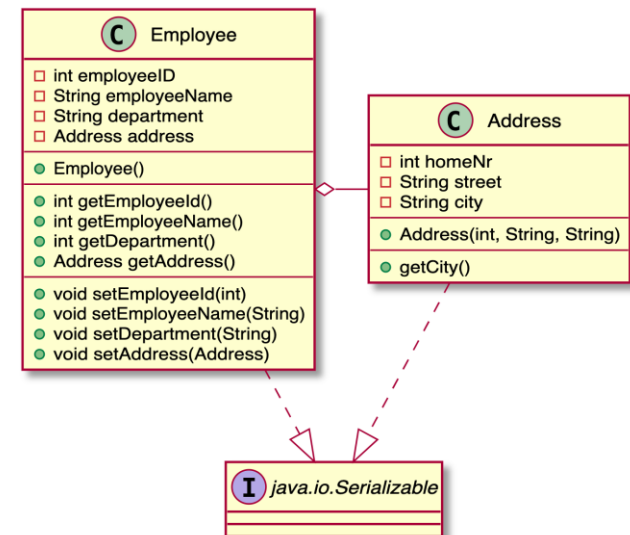 C Employee
int employeeID
String employeeName
String department
Address address
Employee()
int getEmployeeId()
int getEmployeeName()
int getDepartment()
Address getAddress()
void setEmployeeId(int)
void setEmployeeName(String)
void setDepartment(String)
void setAddress(Address)
C Address
int homeNr
String street
String city
Address(int, String, String)
getCity()
I java.io.Serializable